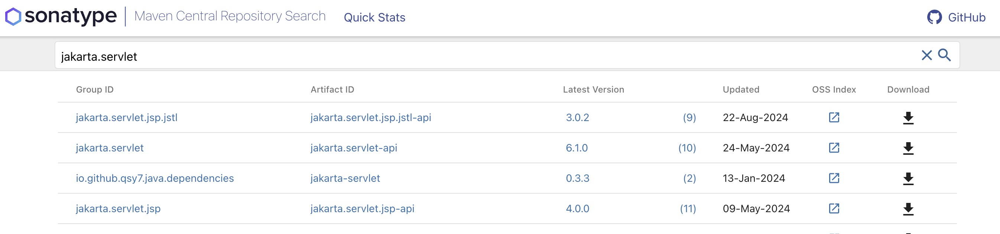 sonatype | Maven Central Repository Search Quick Stats GitHub
jakarta.servlet
Group ID Artifact ID Latest Version Updated OSS Index Download
jakarta.servlet.jsp.jstl jakarta.servlet.jsp.jstl-api 3.0.2 (9) 22-Aug-2024
jakarta.servlet jakarta.servlet-api 6.1.0 (10) 24-May-2024
io.github.qsy7.java.dependencies jakarta-servlet 0.3.3 (2) 13-Jan-2024
jakarta.servlet.jsp jakarta.servlet.jsp-api 4.0.0 (11) 09-May-2024